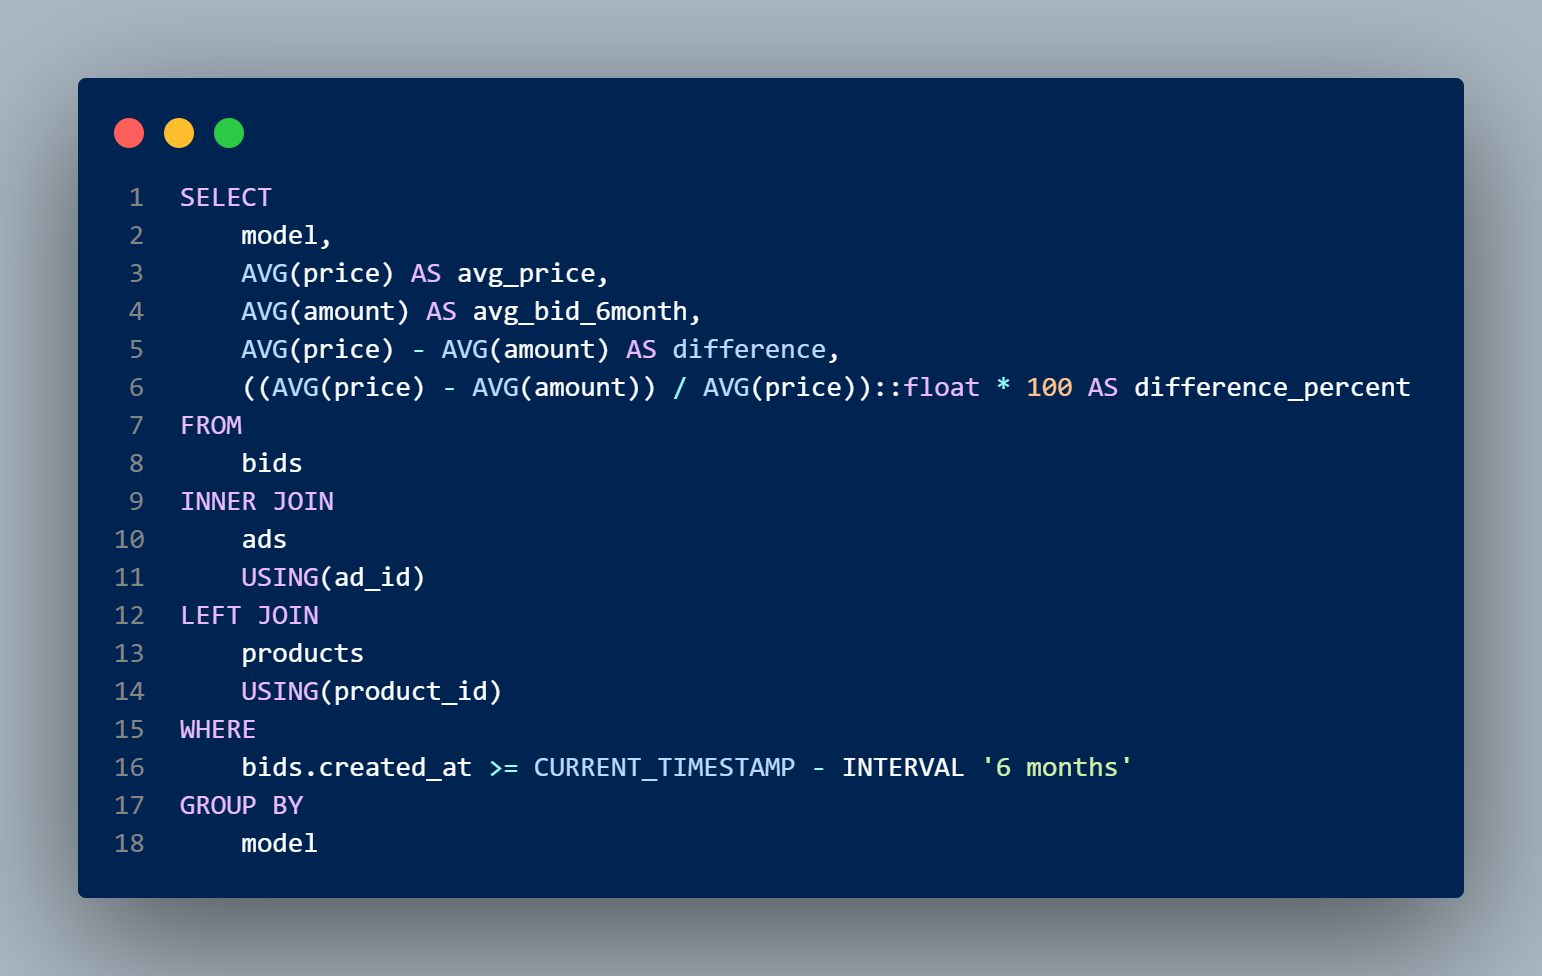 1 SELECT
2     model,
3     AVG(price) AS avg_price,
4     AVG(amount) AS avg_bid_6month,
5     AVG(price) - AVG(amount) AS difference,
6     ((AVG(price) - AVG(amount)) / AVG(price))::float * 100 AS difference_percent
7 FROM
8     bids
9 INNER JOIN
10     ads
11     USING(ad_id)
12 LEFT JOIN
13     products
14     USING(product_id)
15 WHERE
16     bids.created_at >= CURRENT_TIMESTAMP - INTERVAL '6 months'
17 GROUP BY
18     model